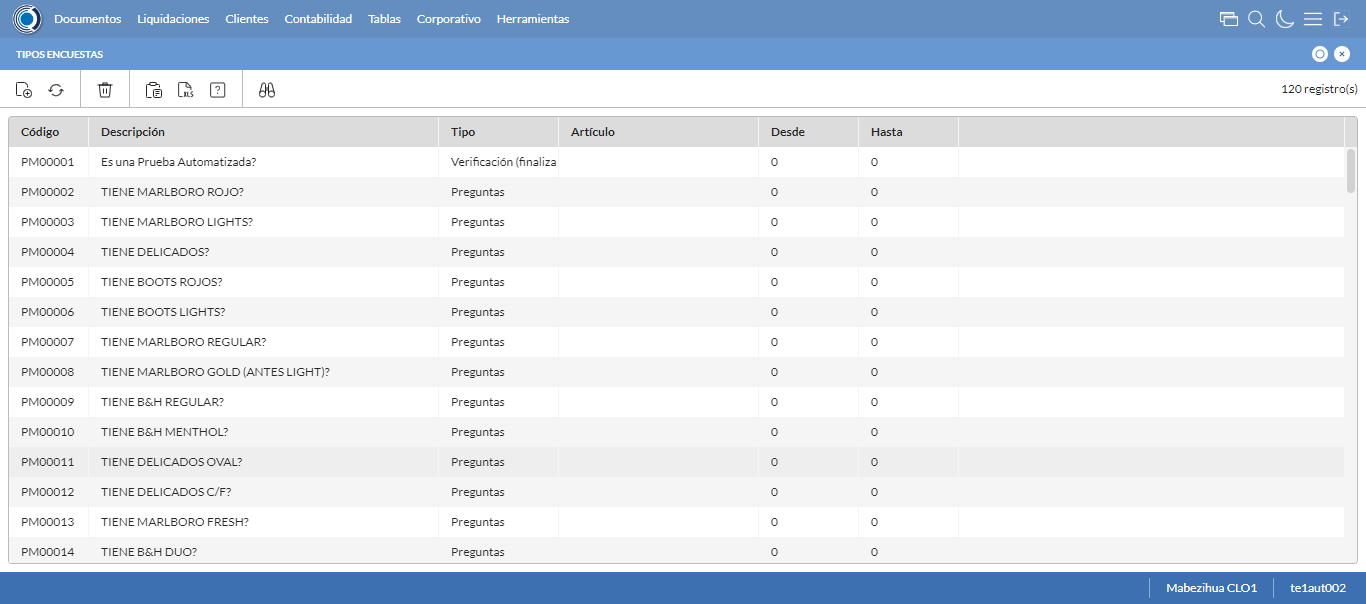 Documentos Liquidaciones Clientes Contabilidad Tablas Corporativo Herramientas
TIPOS ENCUESTAS
XLS ? 120 registro(s)
Código Descripción Tipo Artículo Desde Hasta
PM00001 Es una Prueba Automatizada? Verificación (finaliza 0 0
PM00002 TIENE MARLBORO ROJO? Preguntas 0 0
PM00003 TIENE MARLBORO LIGHTS? Preguntas 0 0
PM00004 TIENE DELICADOS? Preguntas 0 0
PM00005 TIENE BOOTS ROJOS? Preguntas 0 0
PM00006 TIENE BOOTS LIGHTS? Preguntas 0 0
PM00007 TIENE MARLBORO REGULAR? Preguntas 0 0
PM00008 TIENE MARLBORO GOLD (ANTES LIGHT)? Preguntas 0 0
PM00009 TIENE B&H REGULAR? Preguntas 0 0
PM00010 TIENE B&H MENTHOL? Preguntas 0 0
PM00011 TIENE DELICADOS OVAL? Preguntas 0 0
PM00012 TIENE DELICADOS C/F? Preguntas 0 0
PM00013 TIENE MARLBORO FRESH? Preguntas 0 0
PM00014 TIENE B&H DUO? Preguntas 0 0
Mabezihua CLO1 te1aut002